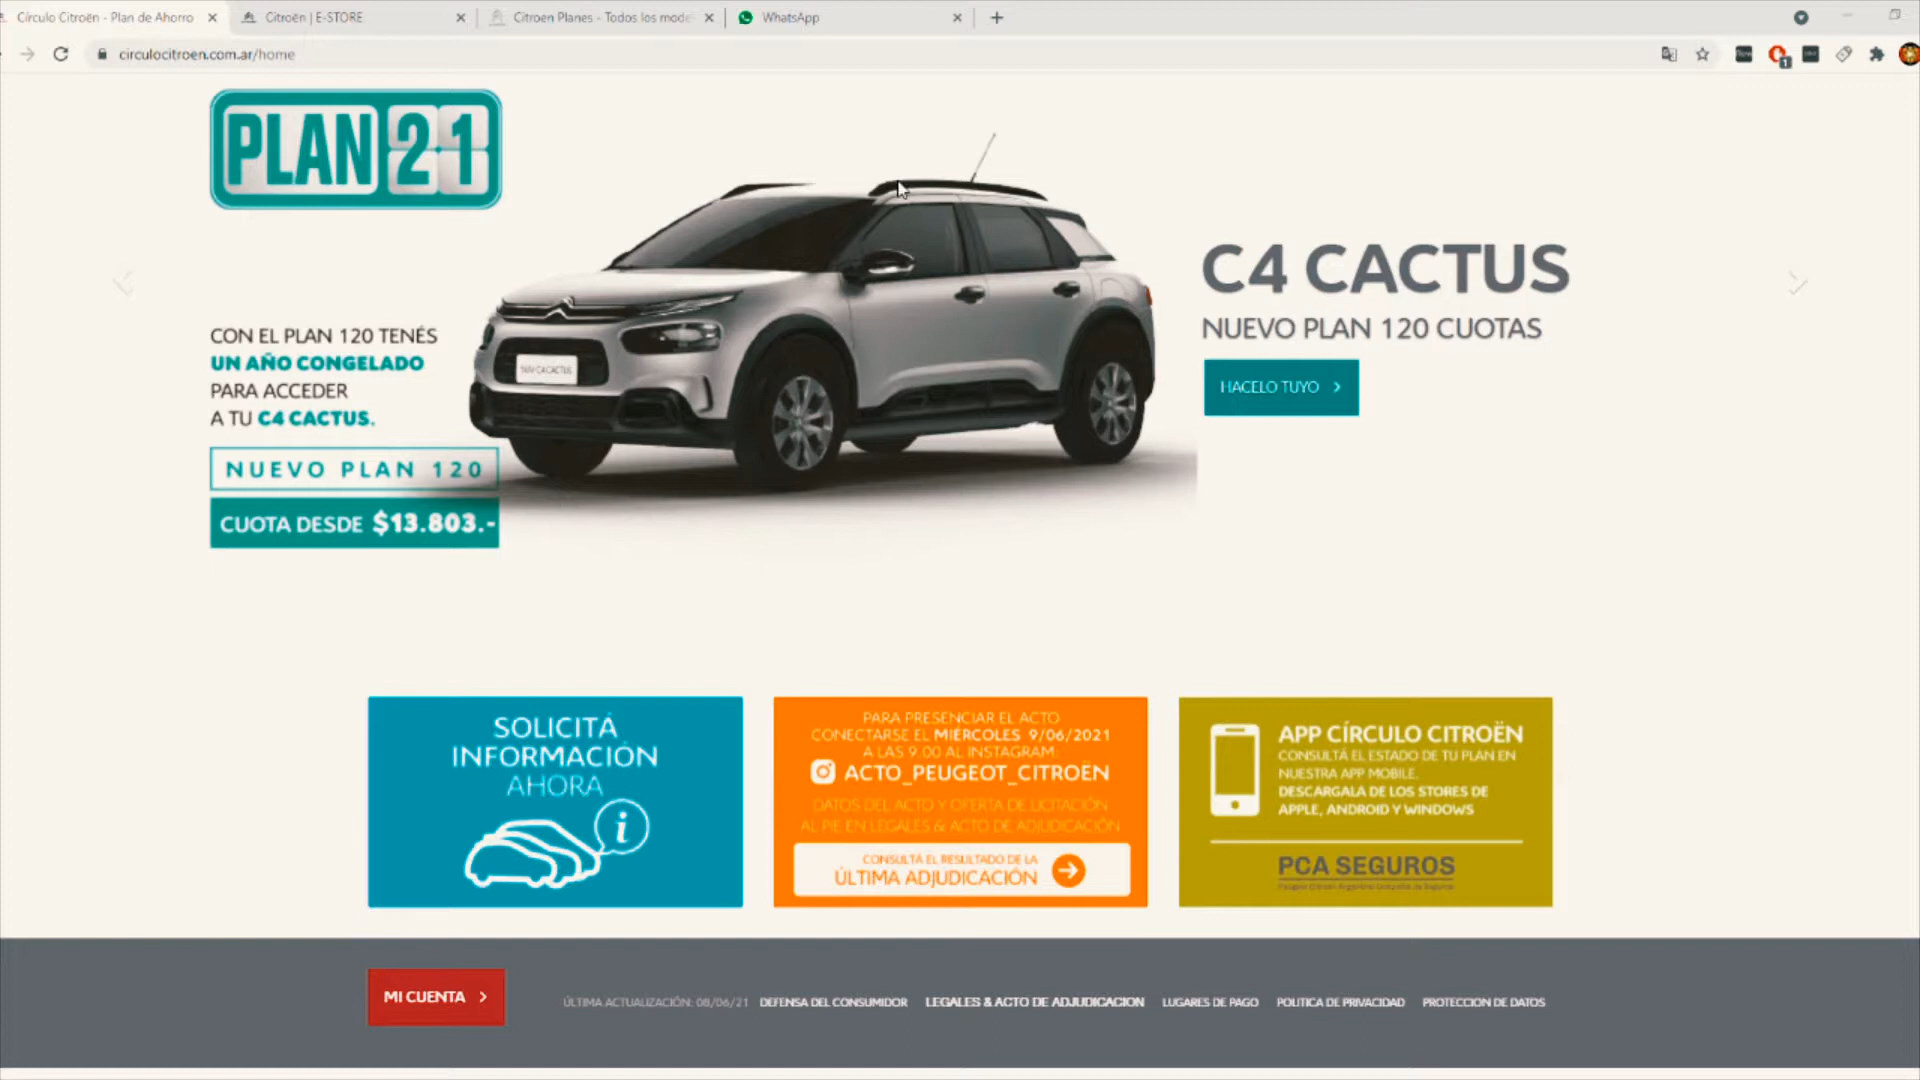 Círculo Citroën - Plan de Ahorro
Citroën | E-STORE
Citroen Planes - Todos los mode
WhatsApp
circulocitroen.com.ar/home
PLAN 21
CON EL PLAN 120 TENÉS
UN AÑO CONGELADO
PARA ACCEDER
A TU C4 CACTUS.
NUEVO PLAN 120
CUOTA DESDE $13.803.-
C4 CACTUS
NUEVO PLAN 120 CUOTAS
HACELO TUYO
SOLICITÁ
INFORMACIÓN
AHORA
i
PARA PRESENCIAR EL ACTO
CONECTARSE EL MIÉRCOLES 9/06/2021
A LAS 9.00 AL INSTAGRAM:
ACTO_PEUGEOT_CITROËN
DATOS DEL ACTO Y OFERTA DE LICITACIÓN
AL PIE EN LEGALES & ACTO DE ADJUDICACIÓN
CONSULTÁ EL RESULTADO DE LA
ÚLTIMA ADJUDICACIÓN
APP CÍRCULO CITROËN
CONSULTÁ EL ESTADO DE TU PLAN EN
NUESTRA APP MOBILE.
DESCARGALA DE LOS STORES DE
APPLE, ANDROID Y WINDOWS
PCA SEGUROS
MI CUENTA
ÚLTIMA ACTUALIZACIÓN: 08/06/21
DEFENSA DEL CONSUMIDOR
LEGALES & ACTO DE ADJUDICACION
LUGARES DE PAGO
POLITICA DE PRIVACIDAD
PROTECCION DE DATOS